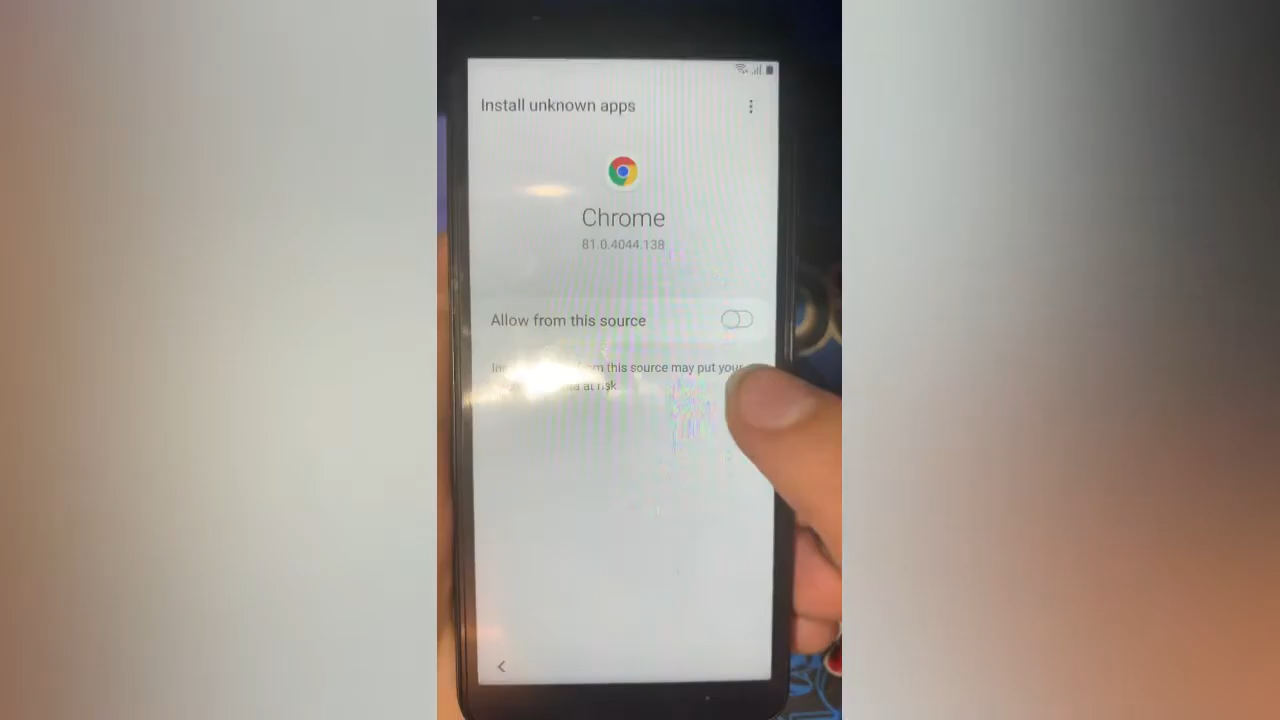 Install unknown apps
Chrome
81.0.4044.138
Allow from this source
this source may put your
at risk